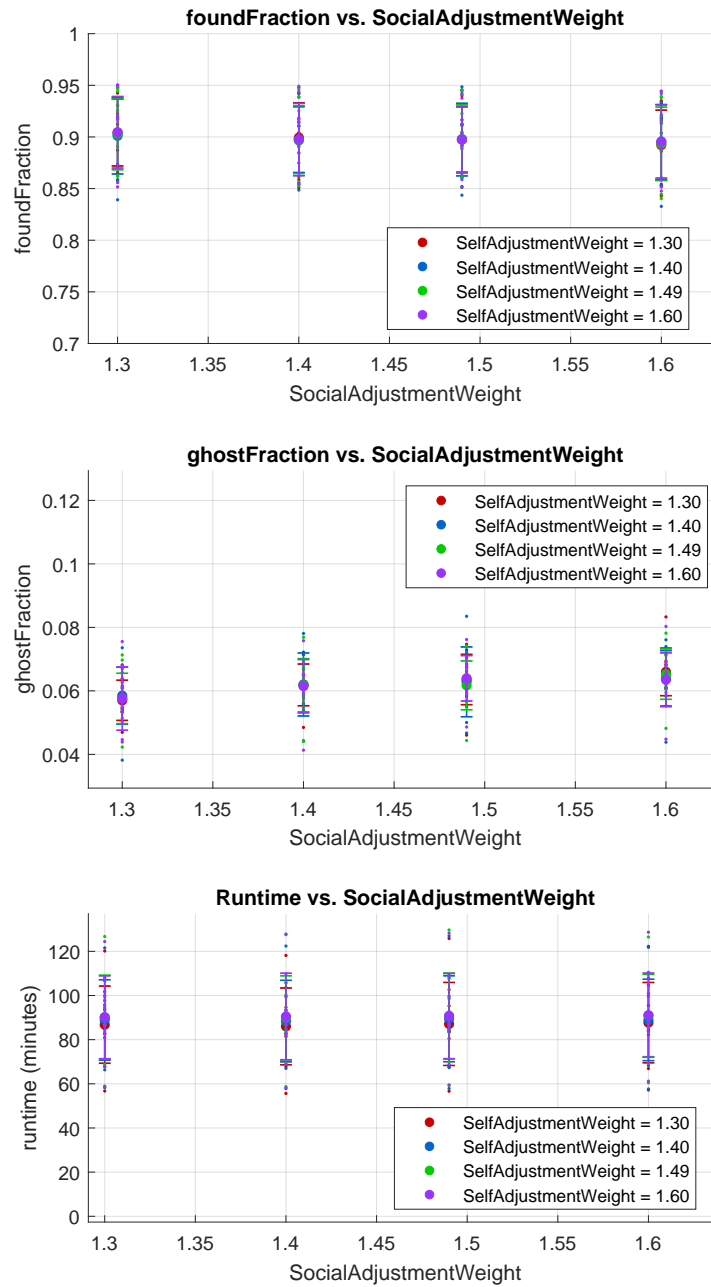 foundFraction vs. SocialAdjustmentWeight
1
0.95
0.9
0.85
0.8
0.75
0.7
foundFraction
SelfAdjustmentWeight = 1.30
SelfAdjustmentWeight = 1.40
SelfAdjustmentWeight = 1.49
SelfAdjustmentWeight = 1.60
1.3 1.35 1.4 1.45 1.5 1.55 1.6
SocialAdjustmentWeight
ghostFraction vs. SocialAdjustmentWeight
0.12
0.1
0.08
0.06
0.04
ghostFraction
SelfAdjustmentWeight = 1.30
SelfAdjustmentWeight = 1.40
SelfAdjustmentWeight = 1.49
SelfAdjustmentWeight = 1.60
1.3 1.35 1.4 1.45 1.5 1.55 1.6
SocialAdjustmentWeight
Runtime vs. SocialAdjustmentWeight
120
100
80
60
40
20
0
runtime (minutes)
SelfAdjustmentWeight = 1.30
SelfAdjustmentWeight = 1.40
SelfAdjustmentWeight = 1.49
SelfAdjustmentWeight = 1.60
1.3 1.35 1.4 1.45 1.5 1.55 1.6
SocialAdjustmentWeight